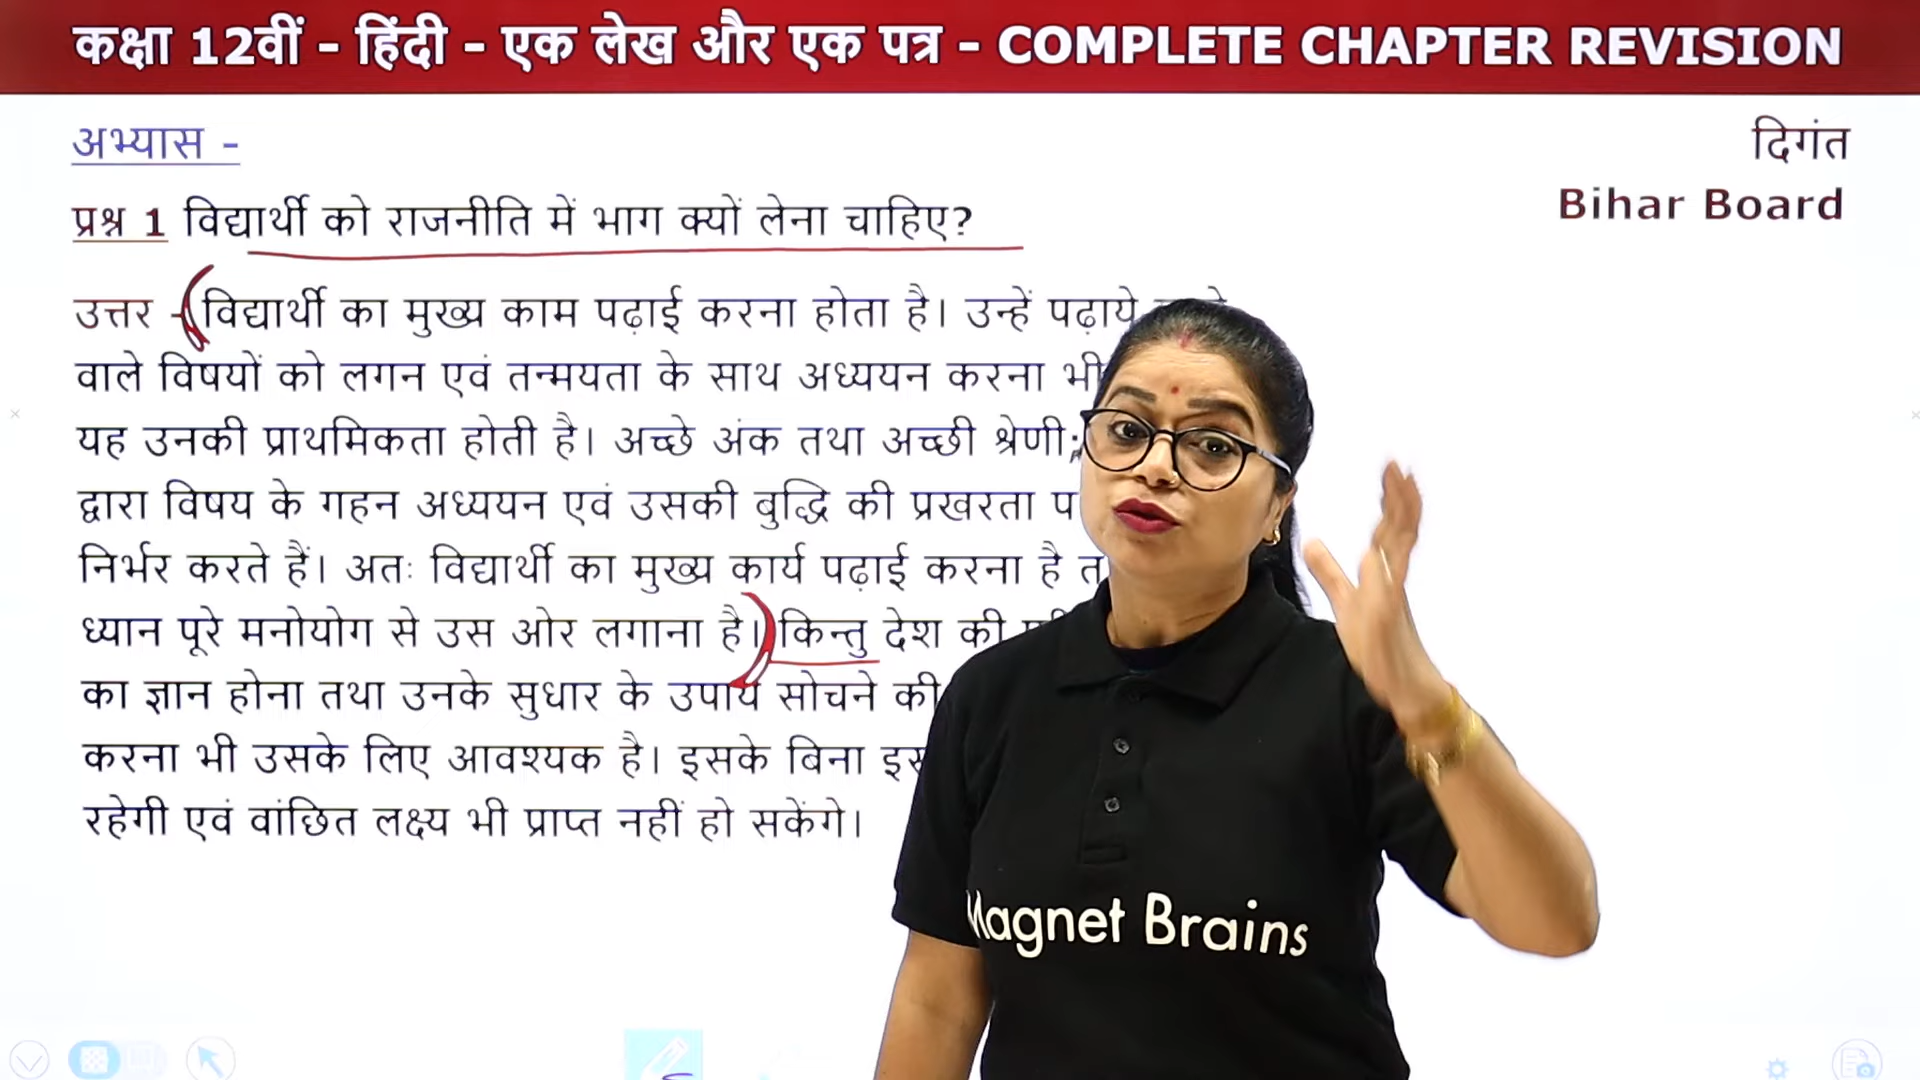 कक्षा 12वीं - हिंदी - एक लेख और एक पत्र - COMPLETE CHAPTER REVISION
अभ्यास -
दिगंत
Bihar Board
प्रश्न 1 विद्यार्थी को राजनीति में भाग क्यों लेना चाहिए?
उत्तर - विद्यार्थी का मुख्य काम पढ़ाई करना होता है। उन्हें पढ़ाये
वाले विषयों को लगन एवं तन्मयता के साथ अध्ययन करना भी
यह उनकी प्राथमिकता होती है। अच्छे अंक तथा अच्छी श्रेणी;
द्वारा विषय के गहन अध्ययन एवं उसकी बुद्धि की प्रखरता
निर्भर करते हैं। अतः विद्यार्थी का मुख्य कार्य पढ़ाई करना है
ध्यान पूरे मनोयोग से उस ओर लगाना है। किन्तु देश की
का ज्ञान होना तथा उनके सुधार के उपाय सोचने की
करना भी उसके लिए आवश्यक है। इसके बिना
रहेगी एवं वांछित लक्ष्य भी प्राप्त नहीं हो सकेंगे।
Magnet Brains